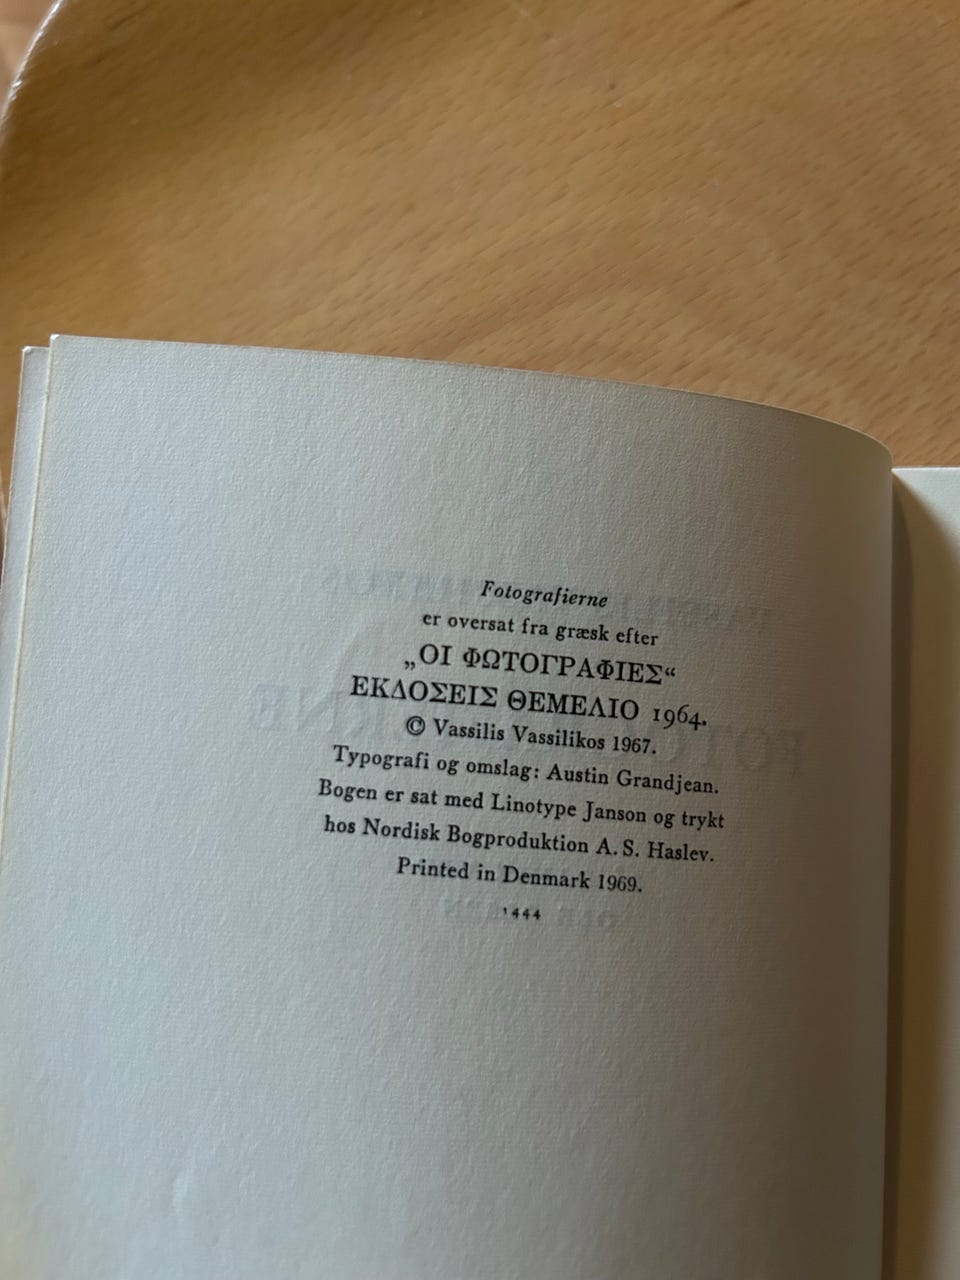 Fotografierne
er oversat fra græsk efter
„ΟΙ ΦΩΤΟΓΡΑΦΙΕΣ“
ΕΚΔΟΣΕΙΣ ΘΕΜΕΛΙΟ 1964.
© Vassilis Vassilikos 1967.
Typografi og omslag: Austin Grandjean.
Bogen er sat med Linotype Janson og trykt
hos Nordisk Bogproduktion A. S. Haslev.
Printed in Denmark 1969.
1444